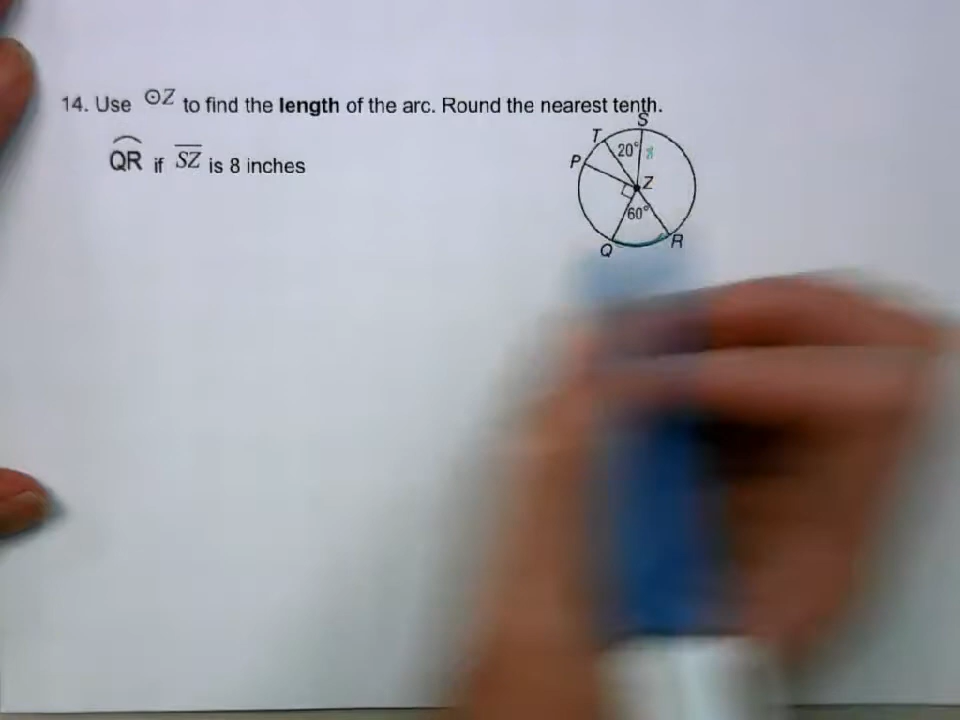 14. Use ⊙Z to find the length of the arc. Round the nearest tenth.
QR if SZ is 8 inches
S
T
20°
8
P
Z
60°
Q
R